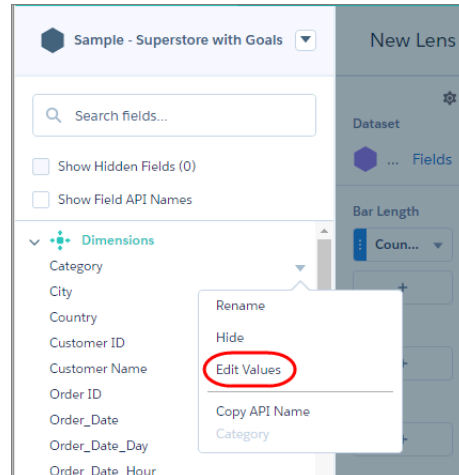 Sample - Superstore with Goals
New Lens
Search fields...
Show Hidden Fields (0)
Show Field API Names
Dataset
... Fields
Bar Length
Coun...
+
+
+
Dimensions
Category
City
Country
Customer ID
Customer Name
Order ID
Order_Date
Order_Date_Day
Order_Date_Hour
Rename
Hide
Edit Values
Copy API Name
Category